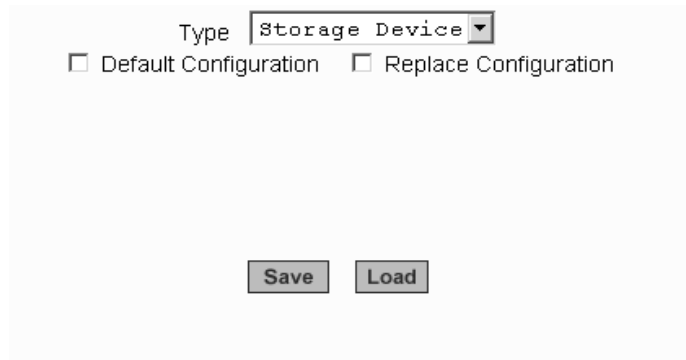 Type Storage Device
Default Configuration Replace Configuration
Save Load